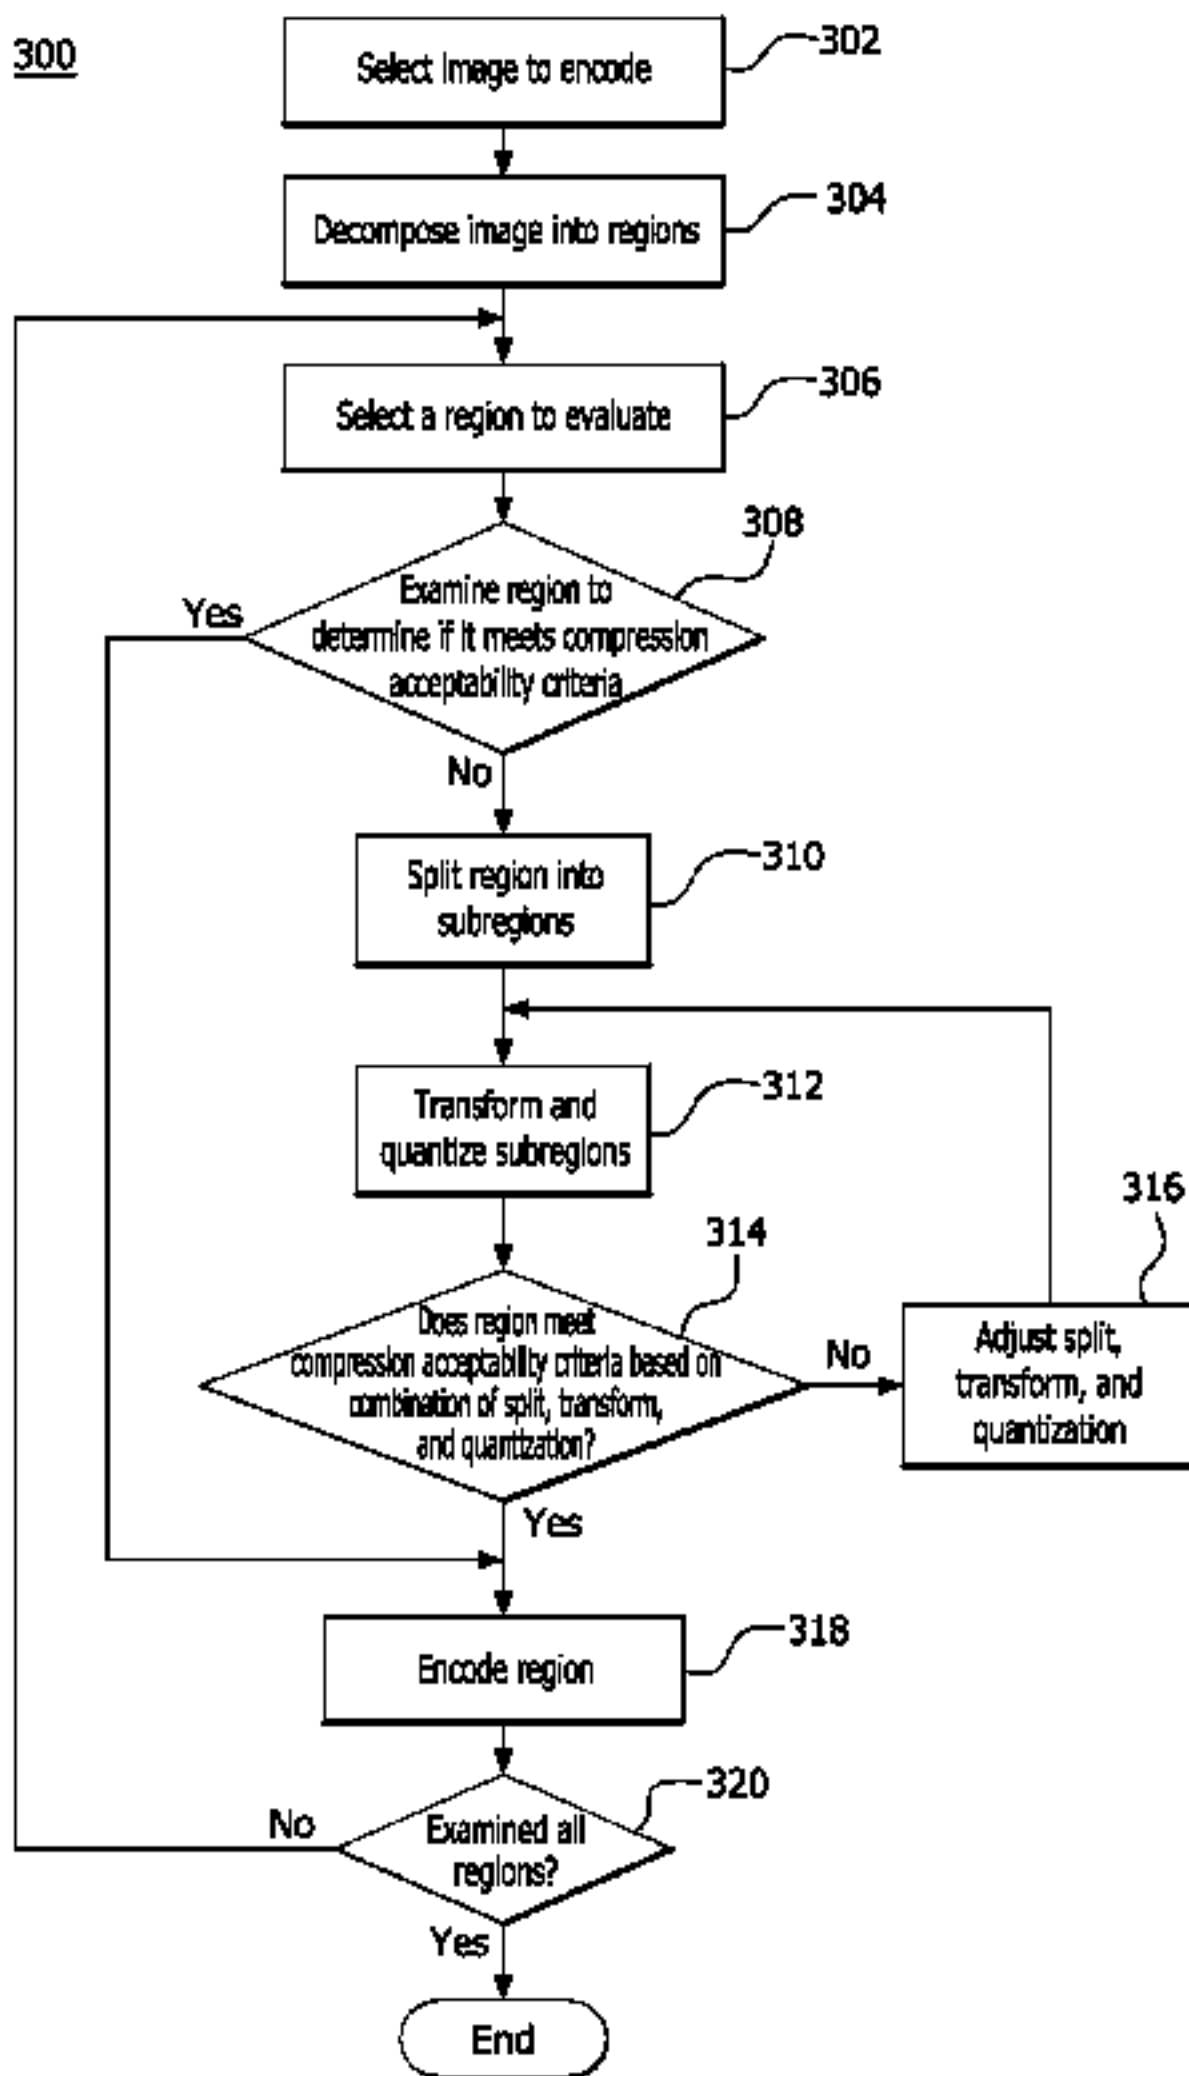 300
302
Select image to encode
304
Decompose image into regions
306
Select a region to evaluate
308
Examine region to
determine if it meets compression
acceptability criteria
Yes
No
310
Split region into
subregions
312
Transform and
quantize subregions
314
316
Does region meet
compression acceptability criteria based on
combination of split, transform,
and quantization?
No
Adjust split,
transform, and
quantization
Yes
318
Encode region
320
Examined all
regions?
No
Yes
End